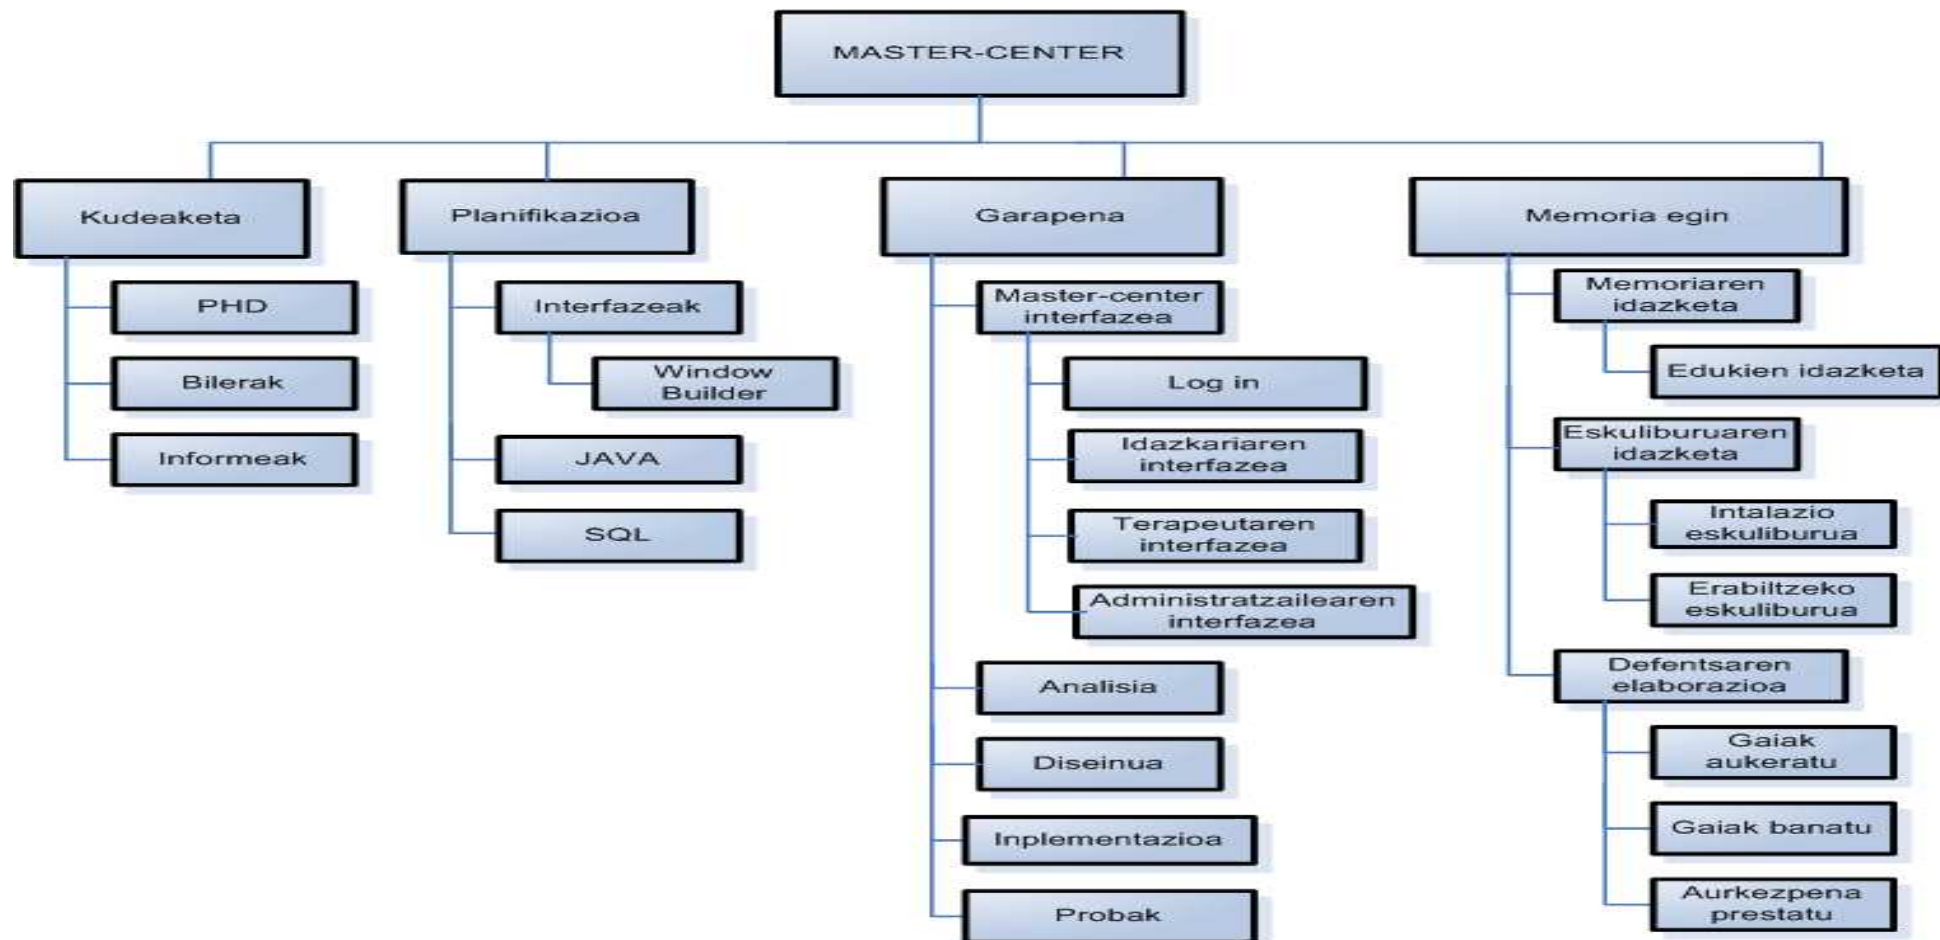 MASTER-CENTER
Kudeaketa
PHD
Bilerak
Informeak
Planifikazioa
Interfazeak
Window
Builder
JAVA
SQL
Garapena
Master-center
interfazea
Log in
Idazkariaren
interfazea
Terapeutaren
interfazea
Administratzailearen
interfazea
Analisia
Diseinua
Inplementazioa
Probak
Memoria egin
Memoriaren
idazketa
Edukien idazketa
Eskuliburuaren
idazketa
Intalazio
eskuliburua
Erabiltzeko
eskuliburua
Defentsaren
elaborazioa
Gaiak
aukeratu
Gaiak banatu
Aurkezpena
prestatu